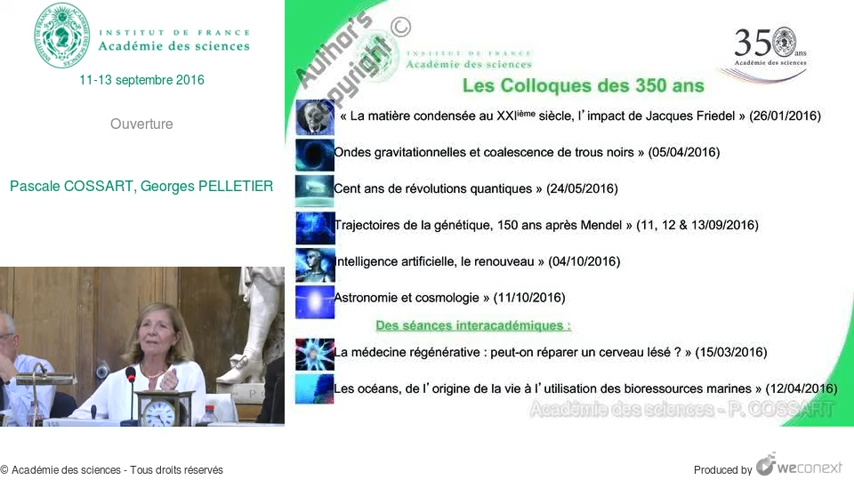 INSTITUT DE FRANCE
Académie des sciences
11-13 septembre 2016
Ouverture
Pascale COSSART, Georges PELLETIER
Author's
copyright ©
INSTITUT DE FRANCE
Académie des sciences
350 ans
Académie des sciences
Les Colloques des 350 ans
« La matière condensée au XXIième siècle, l'impact de Jacques Friedel » (26/01/2016)
Ondes gravitationnelles et coalescence de trous noirs » (05/04/2016)
Cent ans de révolutions quantiques » (24/05/2016)
Trajectoires de la génétique, 150 ans après Mendel » (11, 12 & 13/09/2016)
Intelligence artificielle, le renouveau » (04/10/2016)
Astronomie et cosmologie » (11/10/2016)
Des séances interacadémiques :
La médecine régénérative : peut-on réparer un cerveau lésé ? » (15/03/2016)
Les océans, de l'origine de la vie à l'utilisation des bioressources marines » (12/04/2016)
Académie des sciences - P. COSSART
© Académie des sciences - Tous droits réservés
Produced by weconext